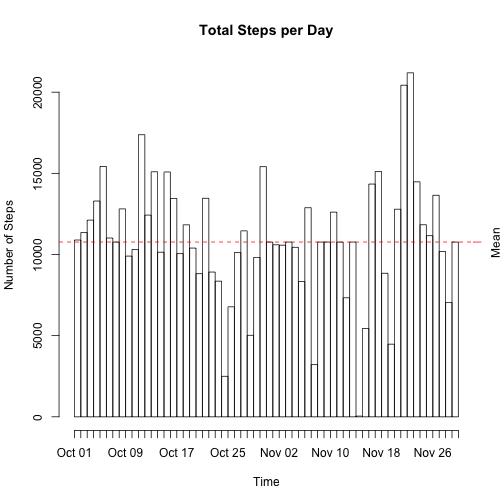 Total Steps per Day
Number of Steps
20000
15000
10000
5000
0
Mean
Oct 01 Oct 09 Oct 17 Oct 25 Nov 02 Nov 10 Nov 18 Nov 26
Time